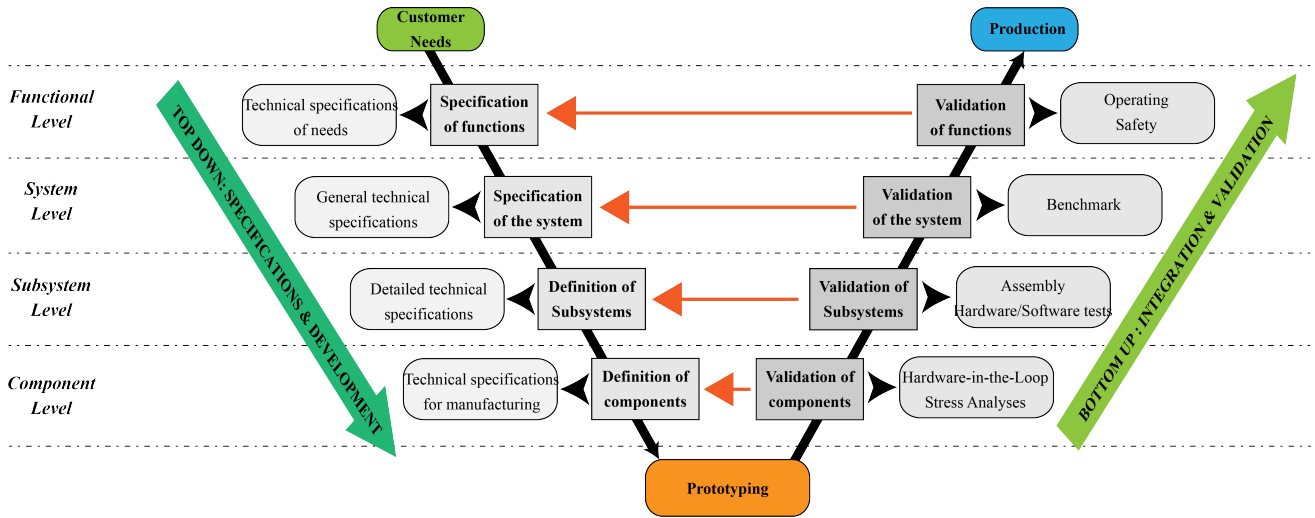 Customer
Needs
Production
Functional
Level
Technical specifications
of needs
Specification
of functions
Validation
of functions
Operating
Safety
System
Level
General technical
specifications
Specification
of the system
Validation
of the system
Benchmark
Subsystem
Level
Detailed technical
specifications
Definition of
Subsystems
Validation of
Subsystems
Assembly
Hardware/Software tests
Component
Level
Technical specifications
for manufacturing
Definition of
components
Validation of
components
Hardware-in-the-Loop
Stress Analyses
Prototyping
TOP DOWN: SPECIFICATIONS & DEVELOPMENT
BOTTOM UP : INTEGRATION & VALIDATION